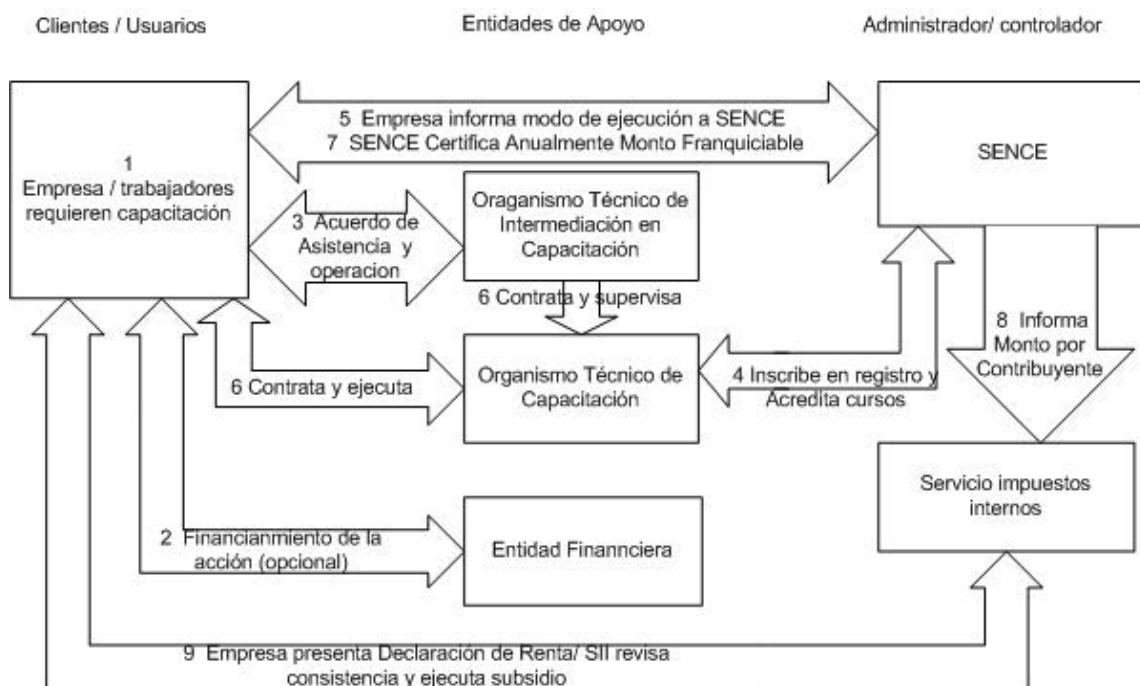 Clientes / Usuarios
Entidades de Apoyo
Administrador/ controlador
1
Empresa / trabajadores
requieren capacitación
5 Empresa informa modo de ejecución a SENCE
7 SENCE Certifica Anualmente Monto Franquiciable
SENCE
3 Acuerdo de
Asistencia y
operacion
Oraganismo Técnico de
Intermediación en
Capacitación
6 Contrata y supervisa
6 Contrata y ejecuta
Organismo Técnico de
Capacitación
4 Inscribe en registro y
Acredita cursos
8 Informa
Monto por
Contribuyente
Servicio impuestos
internos
2 Financianmiento de la
acción (opcional)
Entidad Finannciera
9 Empresa presenta Declaración de Renta/ SII revisa
consistencia y ejecuta subsidio